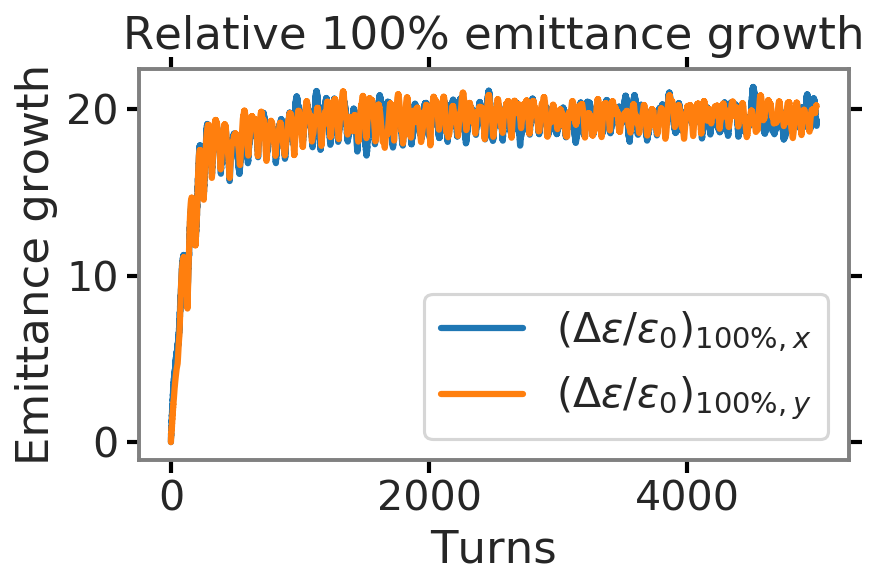 Relative 100% emittance growth
Emittance growth
20
10
0
(Δε/ε₀)₁₀₀%, ₓ
(Δε/ε₀)₁₀₀%, y
0 2000 4000
Turns